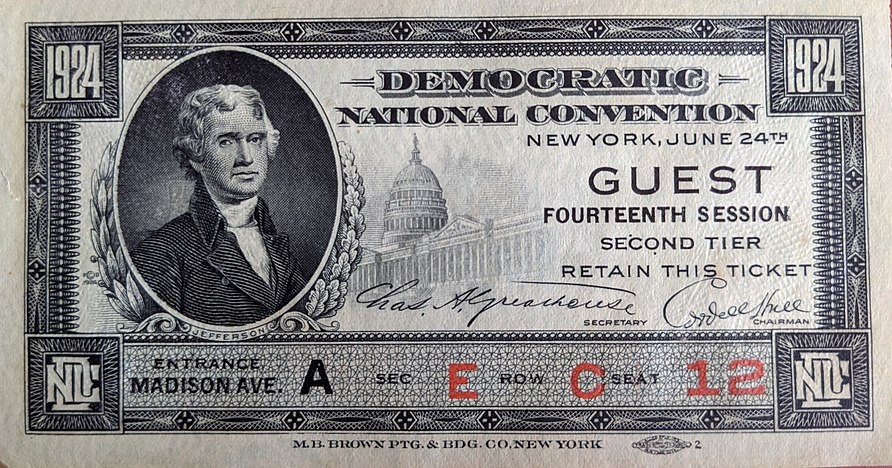 1924
1924
DEMOCRATIC
NATIONAL CONVENTION
NEW YORK, JUNE 24TH
GUEST
FOURTEENTH SESSION
SECOND TIER
RETAIN THIS TICKET
Chas. A. Greathouse
SECRETARY
Cordell Hull
CHAIRMAN
JEFFERSON
NDC
ENTRANCE
MADISON AVE. A SEC E ROW C SEAT 12
NDC
M.B. BROWN PTG. & BDG. CO, NEW YORK 2